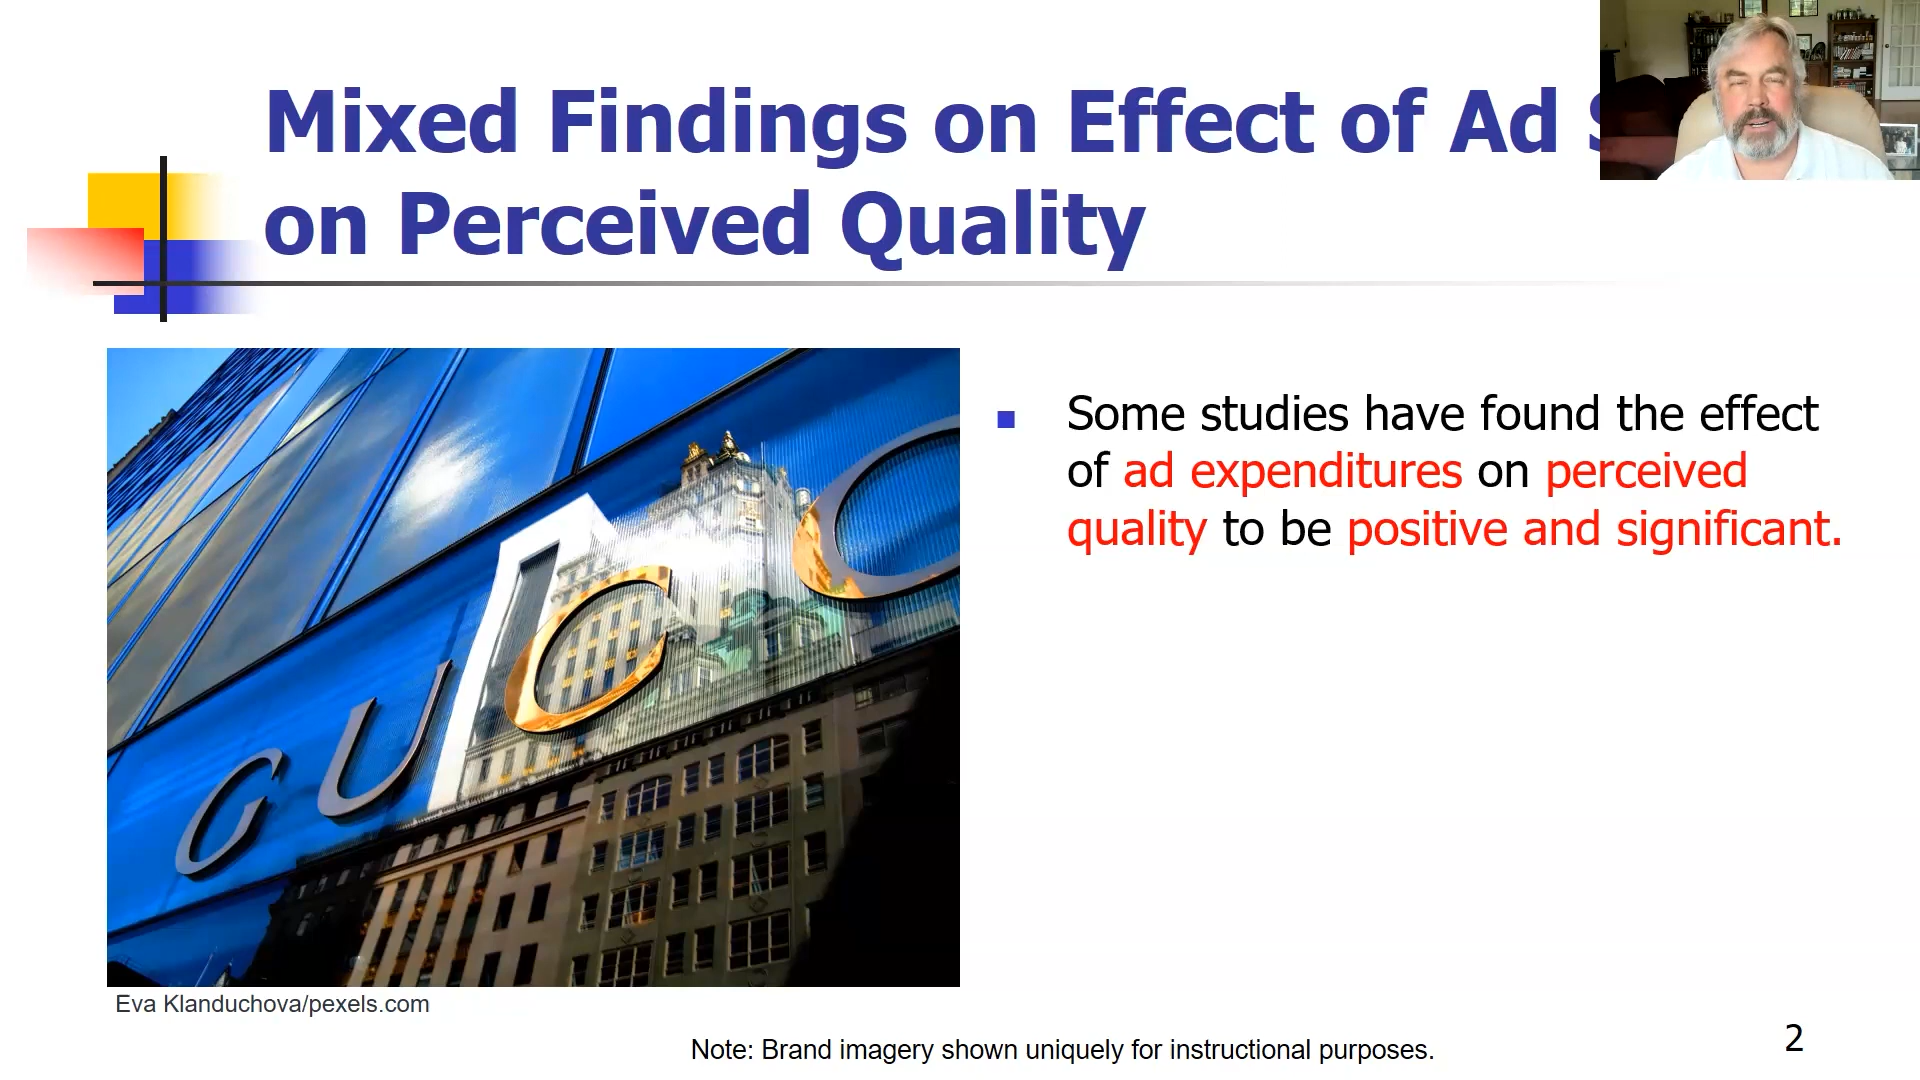 Mixed Findings on Effect of Ad
on Perceived Quality
Some studies have found the effect
of ad expenditures on perceived
quality to be positive and significant.
GUCC
Eva Klanduchova/pexels.com
Note: Brand imagery shown uniquely for instructional purposes.
2